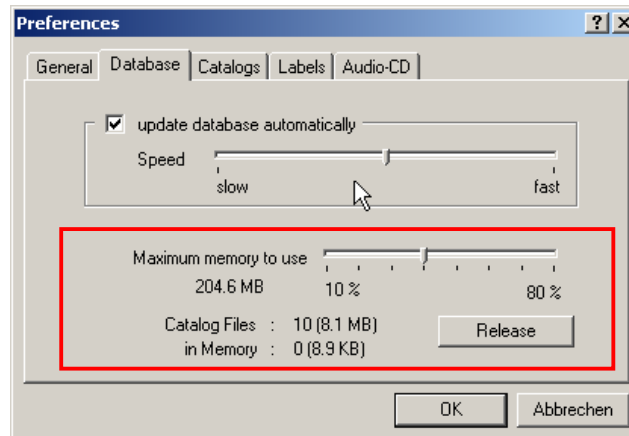 Preferences
General Database Catalogs Labels Audio-CD
update database automatically
Speed
slow fast
Maximum memory to use
204.6 MB 10 % 80 %
Catalog Files : 10 (8.1 MB) Release
in Memory : 0 (8.9 KB)
OK Abbrechen